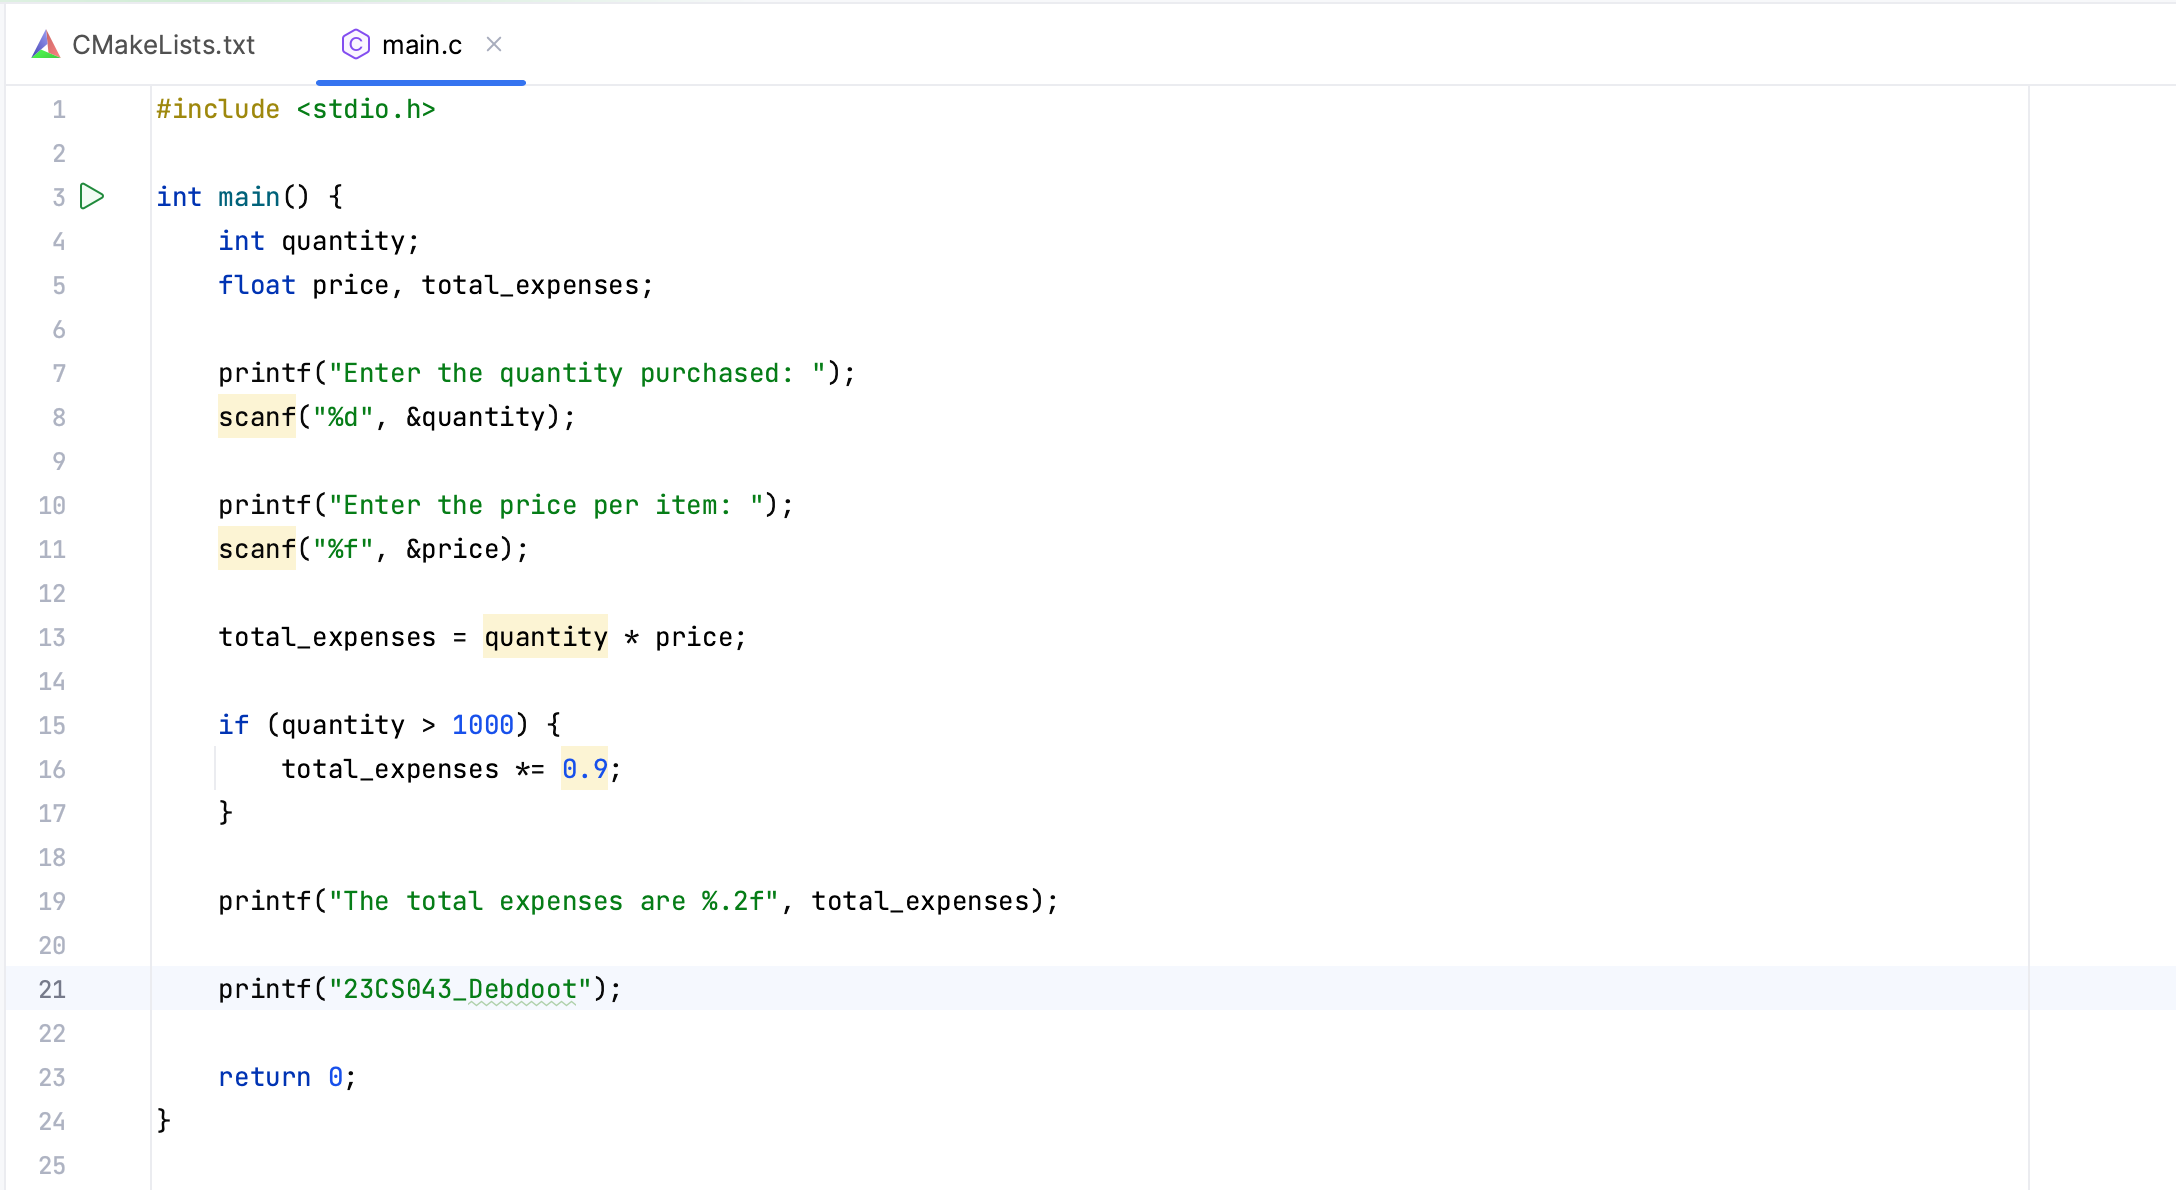 CMakeLists.txt main.c
1 #include <stdio.h>
2
3 int main() {
4     int quantity;
5     float price, total_expenses;
6
7     printf("Enter the quantity purchased: ");
8     scanf("%d", &quantity);
9
10     printf("Enter the price per item: ");
11     scanf("%f", &price);
12
13     total_expenses = quantity * price;
14
15     if (quantity > 1000) {
16         total_expenses *= 0.9;
17     }
18
19     printf("The total expenses are %.2f", total_expenses);
20
21     printf("23CS043_Debdoot");
22
23     return 0;
24 }
25